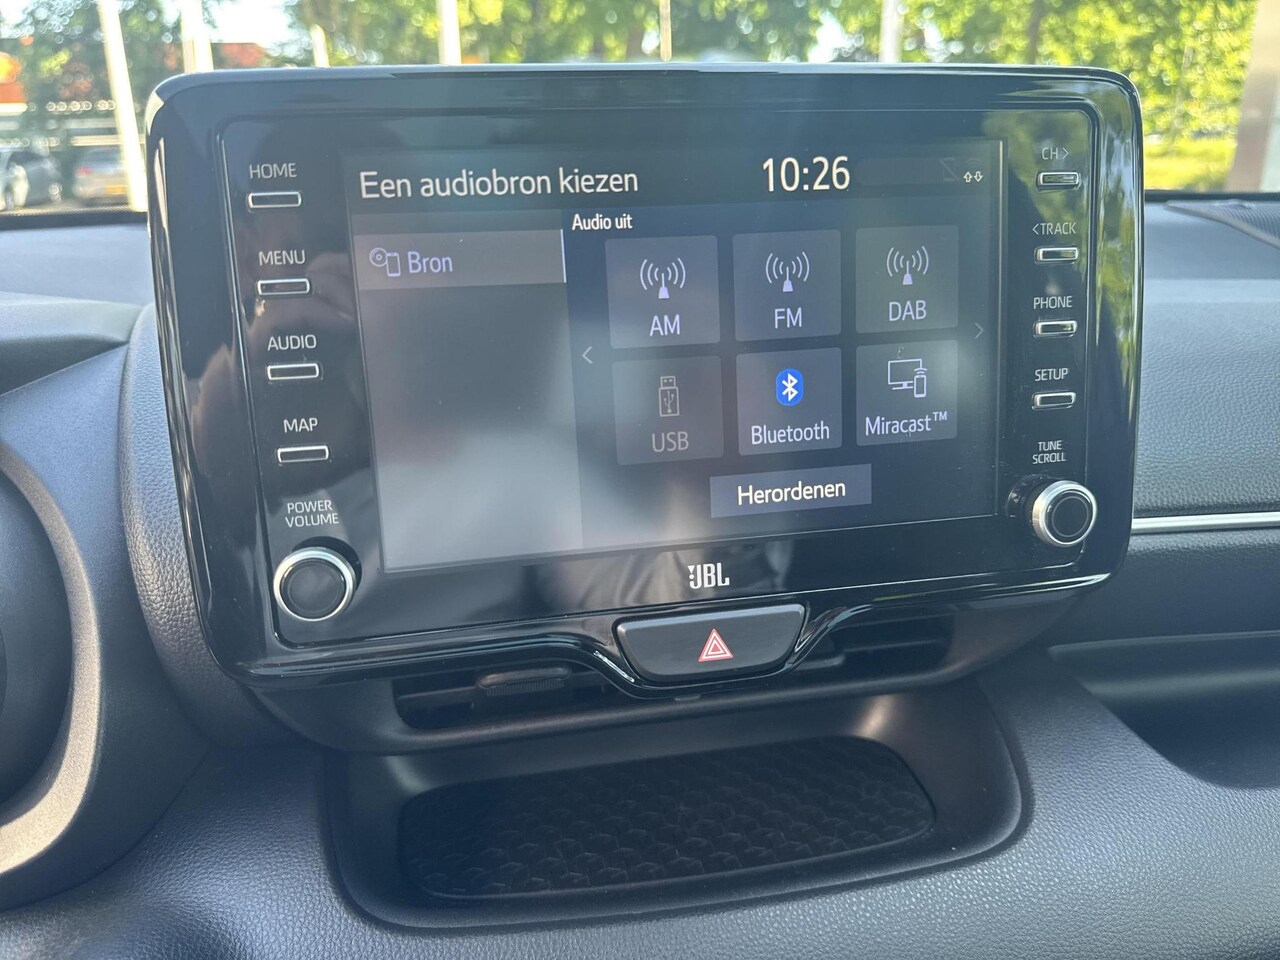 HOME
MENU
AUDIO
MAP
POWER
VOLUME
Een audiobron kiezen
10:26
Audio uit
Bron
AM
FM
DAB
USB
Bluetooth
Miracast™
Herordenen
CH>
<TRACK
PHONE
SETUP
TUNE
SCROLL
JBL